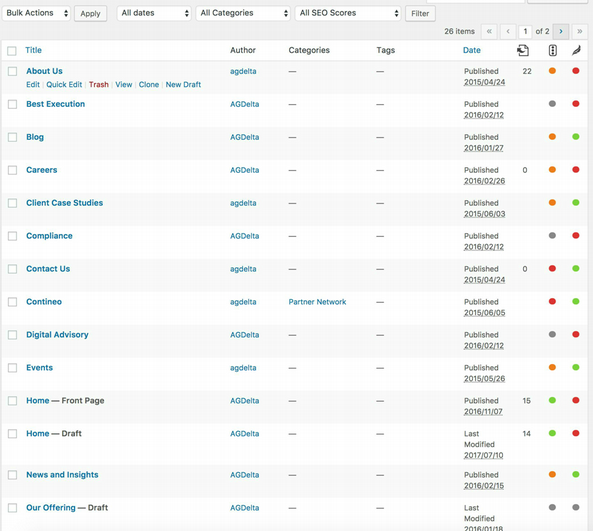 Bulk Actions Apply All dates All Categories All SEO Scores Filter
26 items « ‹ 1 of 2 › »
Title Author Categories Tags Date
About Us agdelta — — Published 22
2015/04/24
Edit | Quick Edit | Trash | View | Clone | New Draft
Best Execution AGDelta — — Published
2016/02/12
Blog AGDelta — — Published
2016/01/27
Careers AGDelta — — Published 0
2016/02/26
Client Case Studies agdelta — — Published
2015/06/03
Compliance AGDelta — — Published
2016/02/12
Contact Us agdelta — — Published 0
2015/04/24
Contineo agdelta Partner Network — Published
2015/06/05
Digital Advisory AGDelta — — Published
2016/02/12
Events agdelta — — Published
2015/05/26
Home — Front Page AGDelta — — Published 15
2016/11/07
Home — Draft AGDelta — — Last 14
Modified
2017/07/10
News and Insights AGDelta — — Published
2016/02/15
Our Offering — Draft AGDelta — — Last
Modified
2016/01/18